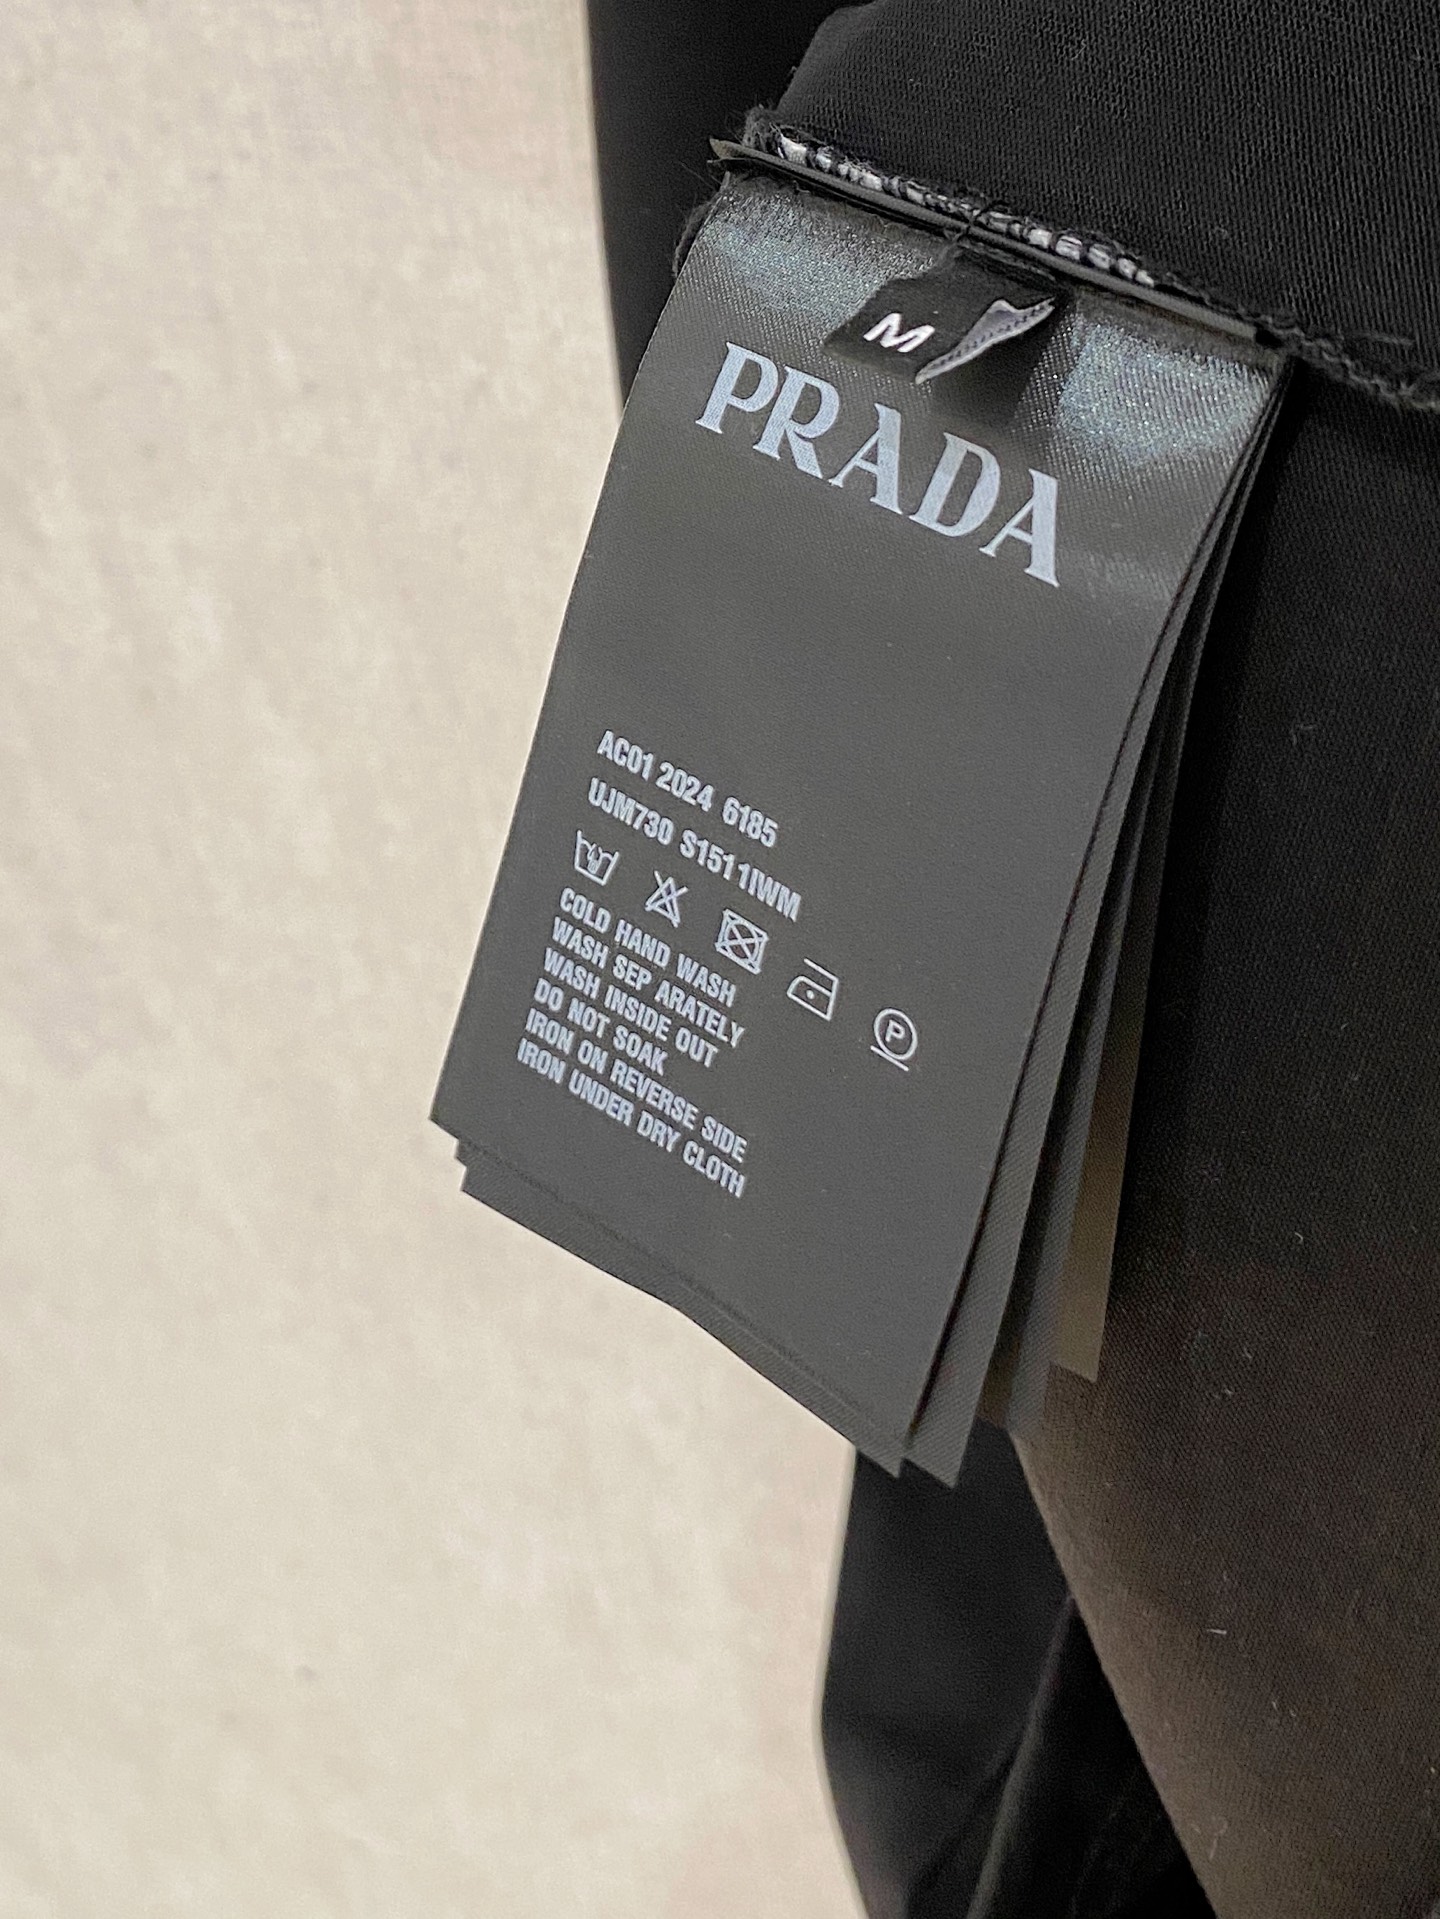 M
PRADA
AC01 2024 6185
UJM730 S1511IWM
P
COLD HAND WASH
WASH SEP ARATELY
WASH INSIDE OUT
DO NOT SOAK
IRON ON REVERSE SIDE
IRON UNDER DRY CLOTH